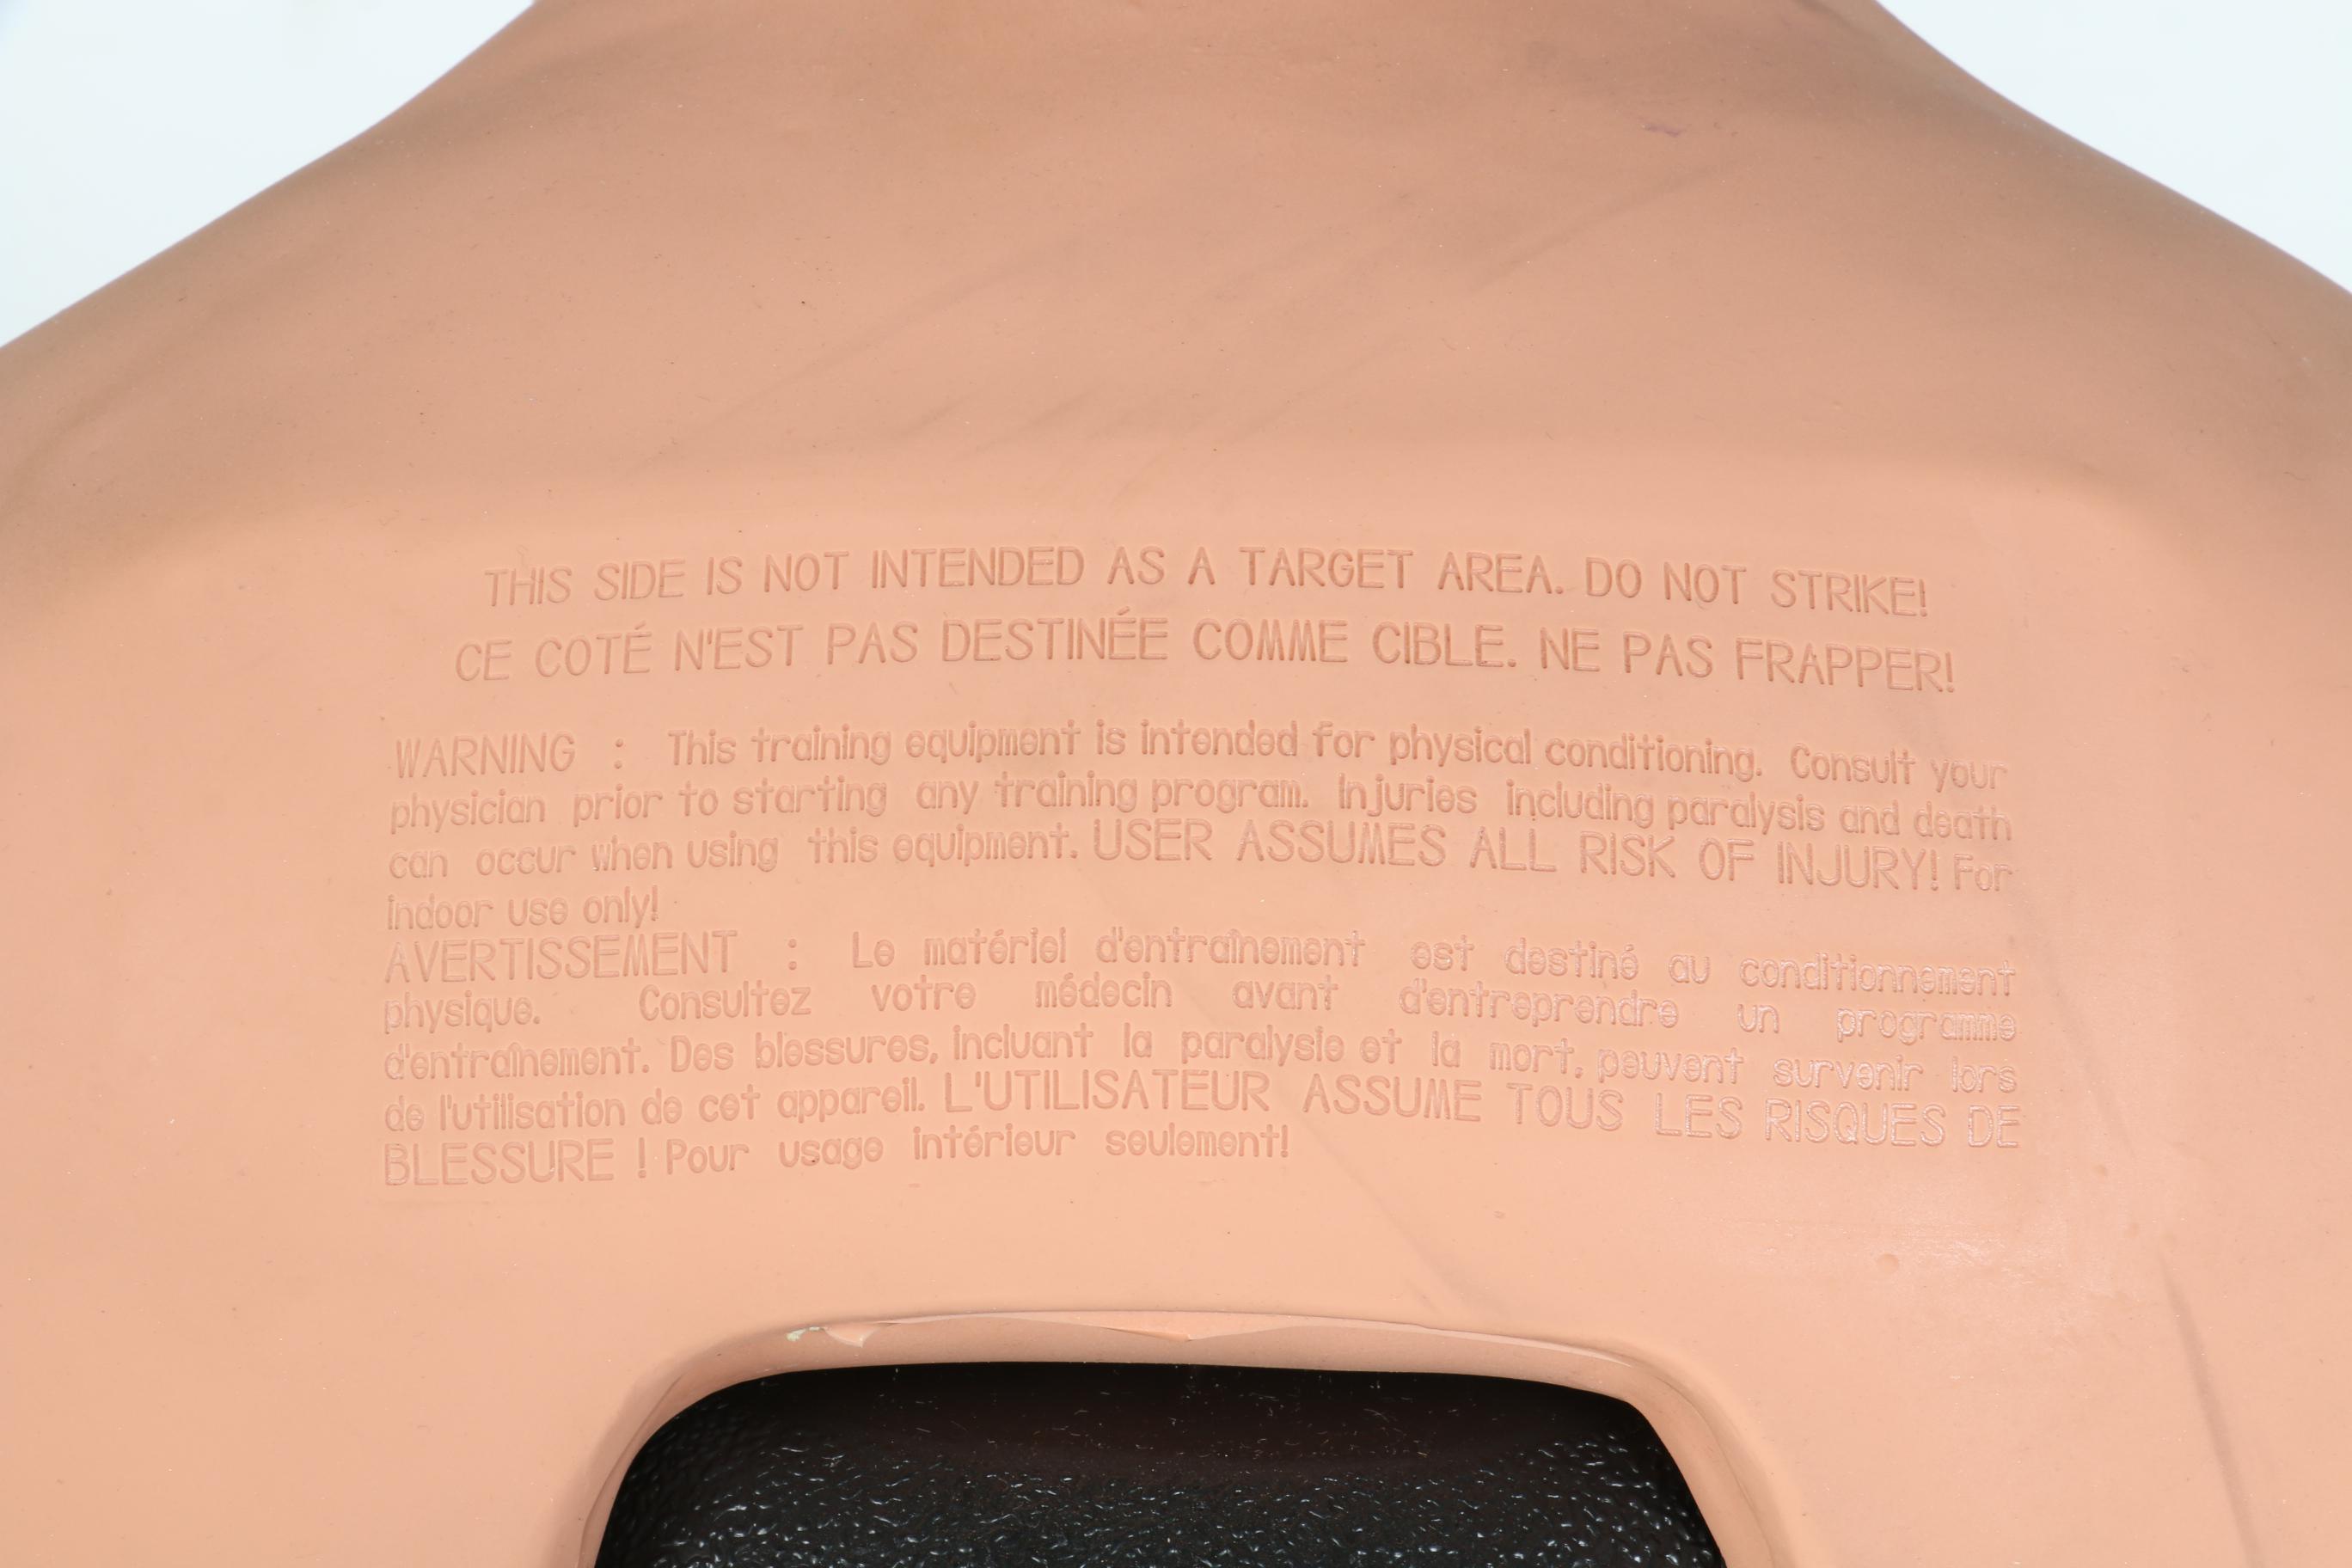 THIS SIDE IS NOT INTENDED AS A TARGET AREA. DO NOT STRIKE!
CE COTÉ N'EST PAS DESTINÉE COMME CIBLE. NE PAS FRAPPER!
WARNING : This training equipment is intended for physical conditioning. Consult your
physician prior to starting any training program. Injuries including paralysis and death
can occur when using this equipment. USER ASSUMES ALL RISK OF INJURY! For
indoor use only!
AVERTISSEMENT : Le matériel d'entraînement est destiné au conditionnement
physique. Consultez votre médecin avant d'entreprendre un programme
d'entraînement. Des blessures, incluant la paralysie et la mort, peuvent survenir lors
de l'utilisation de cet appareil. L'UTILISATEUR ASSUME TOUS LES RISQUES DE
BLESSURE ! Pour usage intérieur seulement!